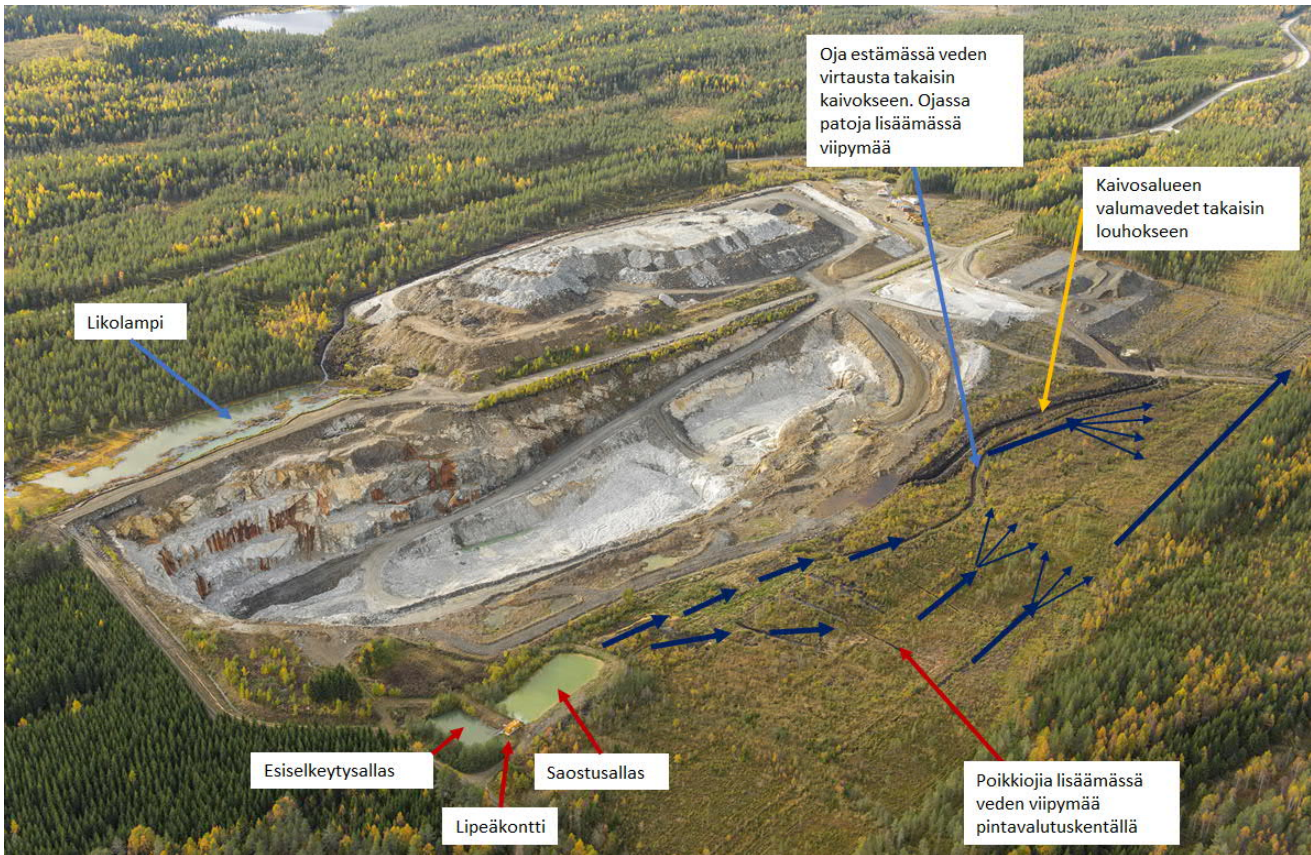 Oja estämässä veden
virtausta takaisin
kaivokseen. Ojassa
patoja lisäämässä
viipymää
Kaivosalueen
valumavedet takaisin
louhokseen
Likolampi
Esiselkeytysallas
Saostusallas
Lipeäkontti
Poikkiojia lisäämässä
veden viipymää
pintavalutuskentällä